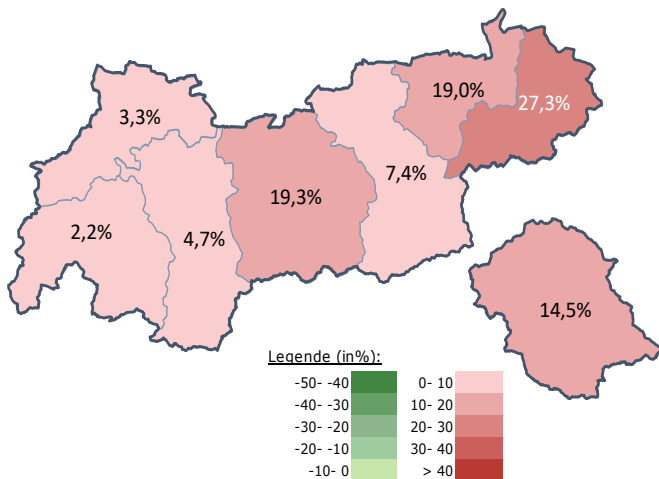 19,0%
27,3%
3,3%
7,4%
19,3%
2,2%
4,7%
14,5%
Legende (in%):
-50- -40 0- 10
-40- -30 10- 20
-30- -20 20- 30
-20- -10 30- 40
-10- 0 > 40